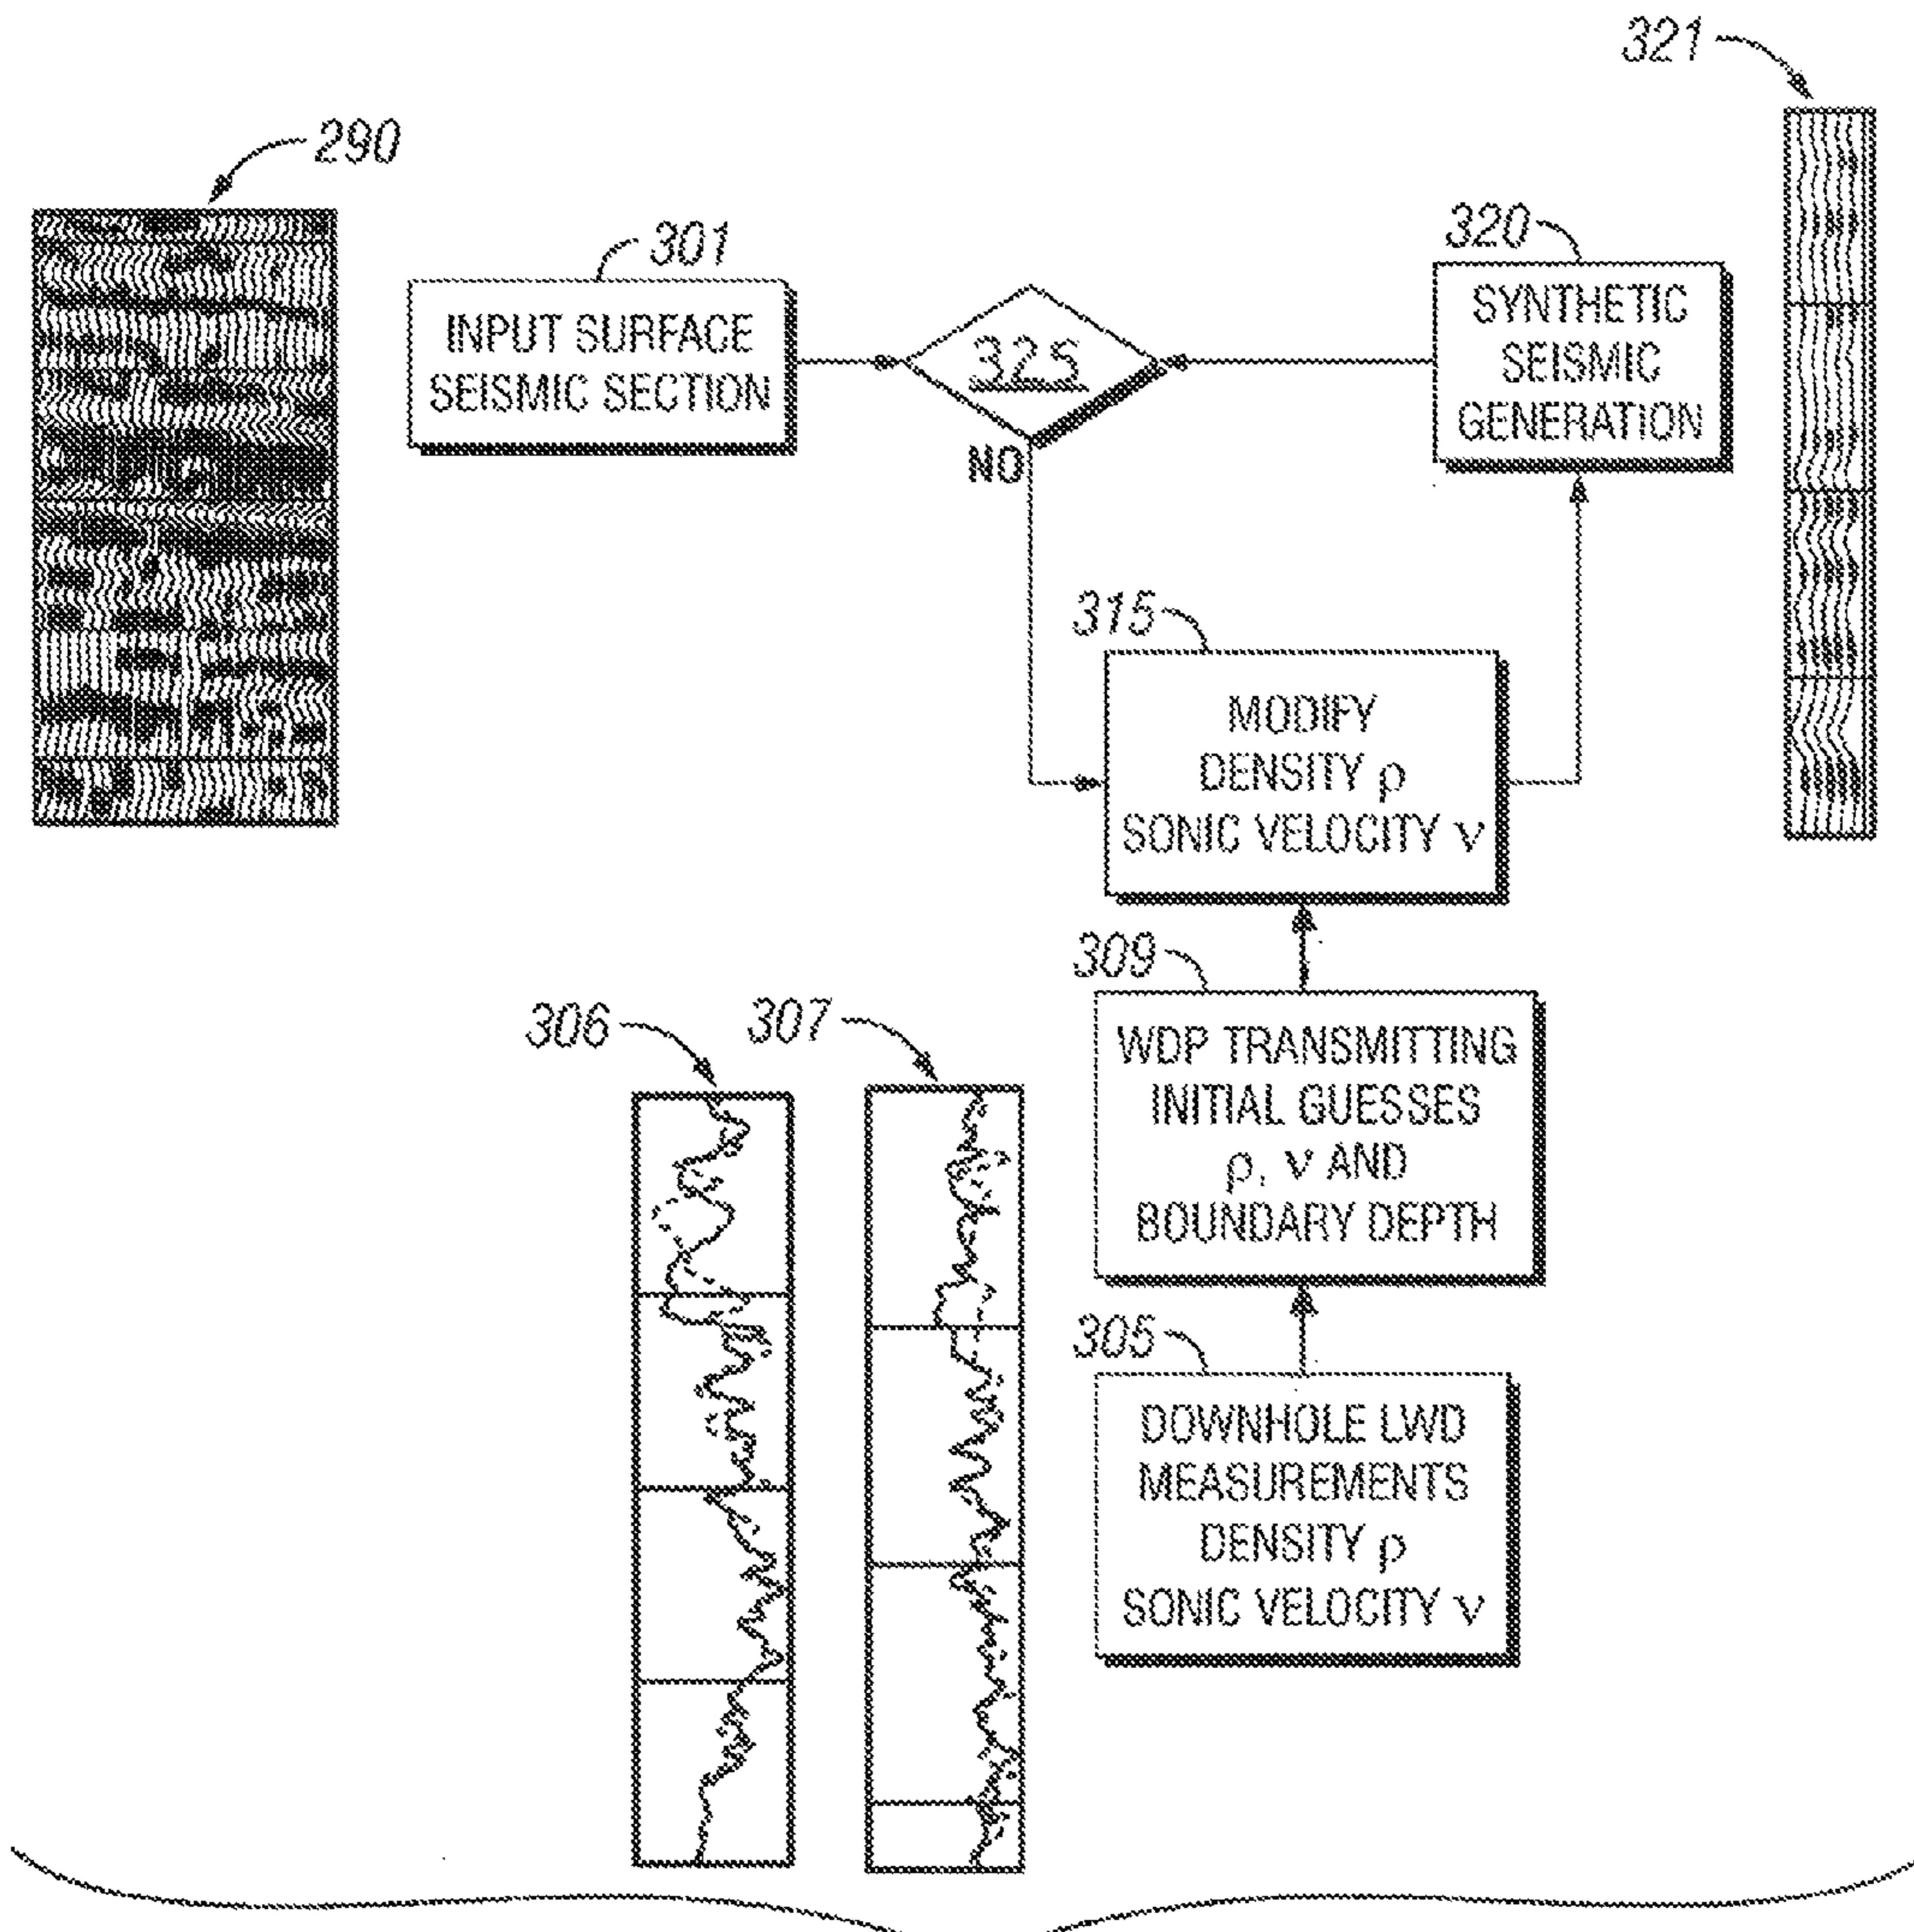 321
290
301
INPUT SURFACE
SEISMIC SECTION
325
NO
320
SYNTHETIC
SEISMIC
GENERATION
315
MODIFY
DENSITY ρ
SONIC VELOCITY ν
309
WDP TRANSMITTING
INITIAL GUESSES
ρ, ν AND
BOUNDARY DEPTH
306
307
305
DOWNHOLE LWD
MEASUREMENTS
DENSITY ρ
SONIC VELOCITY ν